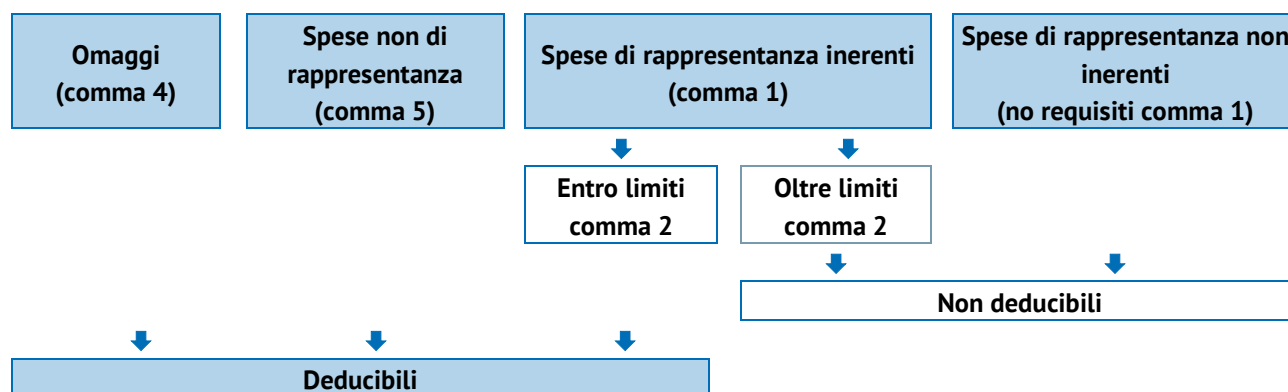 Omaggi
(comma 4)
Spese non di
rappresentanza
(comma 5)
Spese di rappresentanza inerenti
(comma 1)
Spese di rappresentanza non
inerenti
(no requisiti comma 1)
Entro limiti
comma 2
Oltre limiti
comma 2
Non deducibili
Deducibili